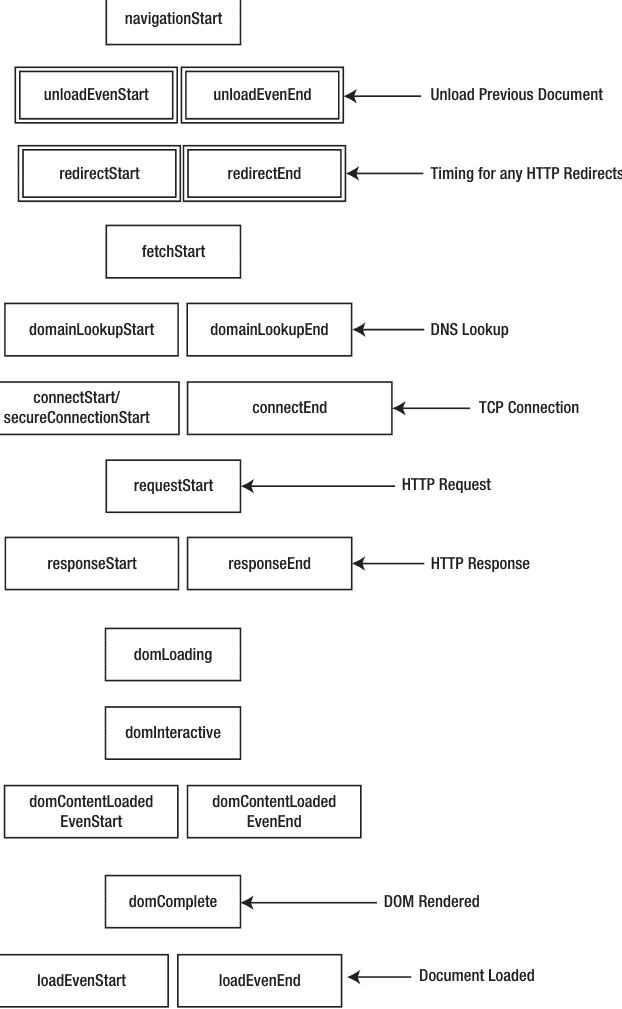 navigationStart
unloadEvenStart unloadEvenEnd Unload Previous Document
redirectStart redirectEnd Timing for any HTTP Redirects
fetchStart
domainLookupStart domainLookupEnd DNS Lookup
connectStart/
secureConnectionStart
connectEnd TCP Connection
requestStart HTTP Request
responseStart responseEnd HTTP Response
domLoading
domInteractive
domContentLoaded
EvenStart
domContentLoaded
EvenEnd
domComplete DOM Rendered
loadEvenStart loadEvenEnd Document Loaded